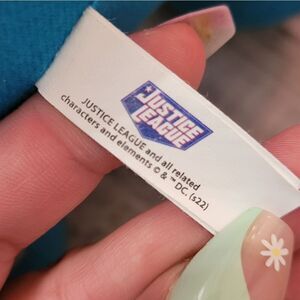 JUSTICE
LEAGUE
JUSTICE LEAGUE and all related
characters and elements © & ™ DC. (s22)